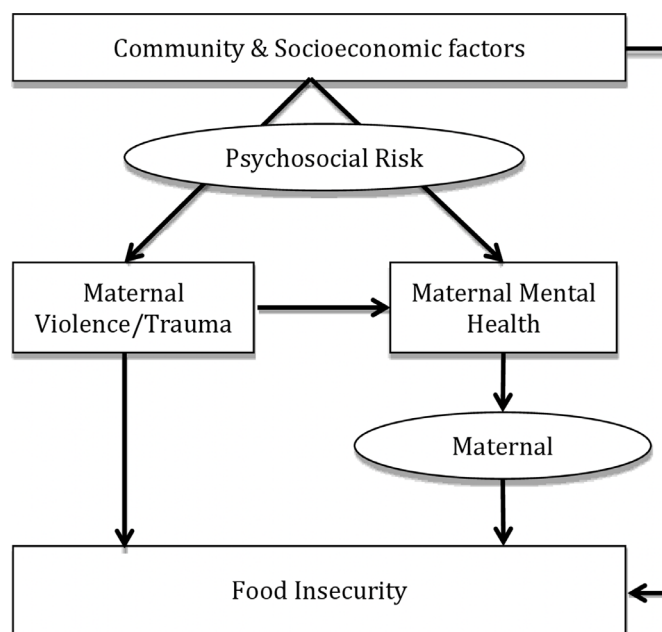 Community & Socioeconomic factors
Psychosocial Risk
Maternal
Violence/Trauma
Maternal Mental
Health
Maternal
Food Insecurity